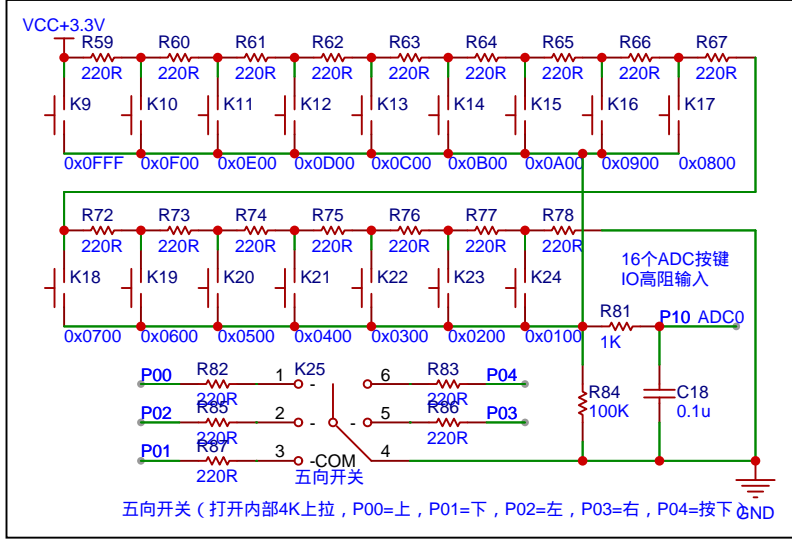 VCC+3.3V
R59 R60 R61 R62 R63 R64 R65 R66 R67
220R 220R 220R 220R 220R 220R 220R 220R 220R
K9 K10 K11 K12 K13 K14 K15 K16 K17
0x0FFF 0x0F00 0x0E00 0x0D00 0x0C00 0x0B00 0x0A00 0x0900 0x0800
R72 R73 R74 R75 R76 R77 R78
220R 220R 220R 220R 220R 220R 220R
16个ADC按键
IO高阻输入
K18 K19 K20 K21 K22 K23 K24
0x0700 0x0600 0x0500 0x0400 0x0300 0x0200 0x0100
R81
1K
P10 ADC0
P00 R82 1 K25 - 6 R83 P04
220R 220R
P02 R85 2 - - 5 R86 P03
220R 220R
P01 R87 3 -COM 4
220R
五向开关
R84
100K
C18
0.1u
五向开关（打开内部4K上拉，P00=上，P01=下，P02=左，P03=右，P04=按下）
GND